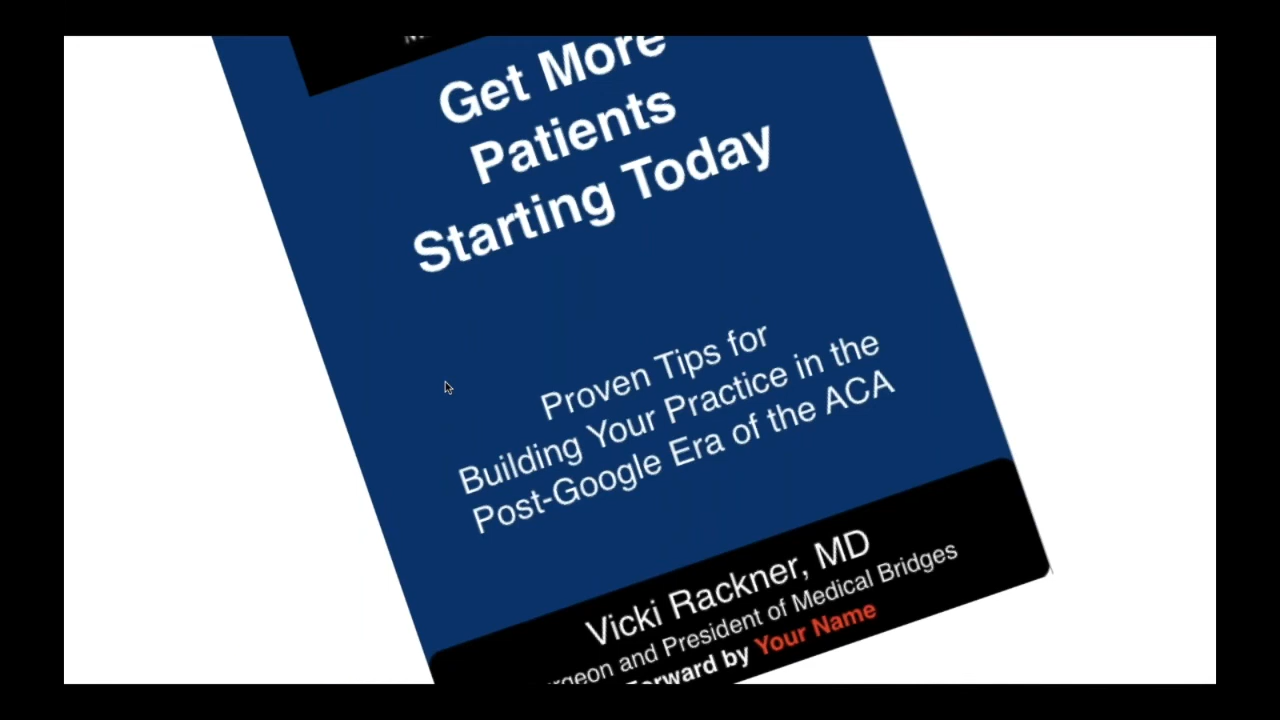 Get More
Patients
Starting Today
Proven Tips for
Building Your Practice in the
Post-Google Era of the ACA
Vicki Rackner, MD
and President of Medical Bridges
Forward by Your Name